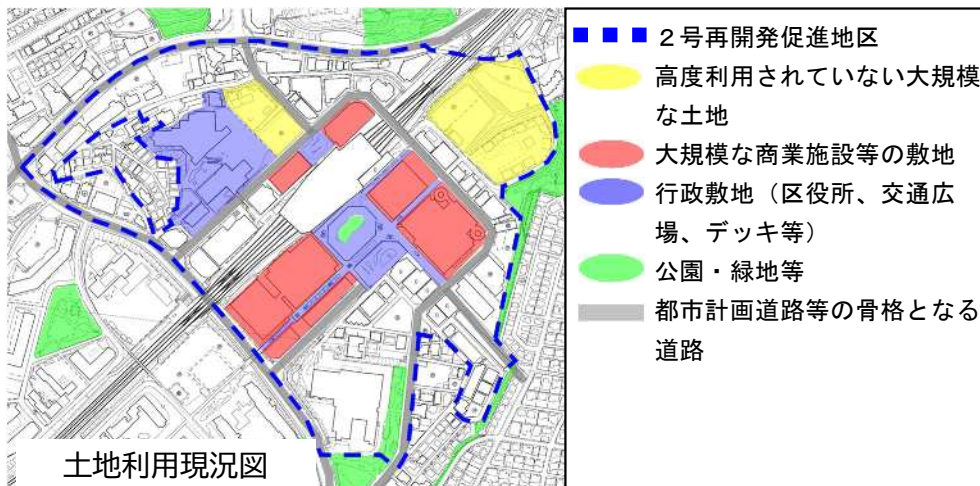 ２号再開発促進地区
高度利用されていない大規模
な土地
大規模な商業施設等の敷地
行政敷地（区役所、交通広
場、デッキ等）
公園・緑地等
都市計画道路等の骨格となる
道路
土地利用現況図